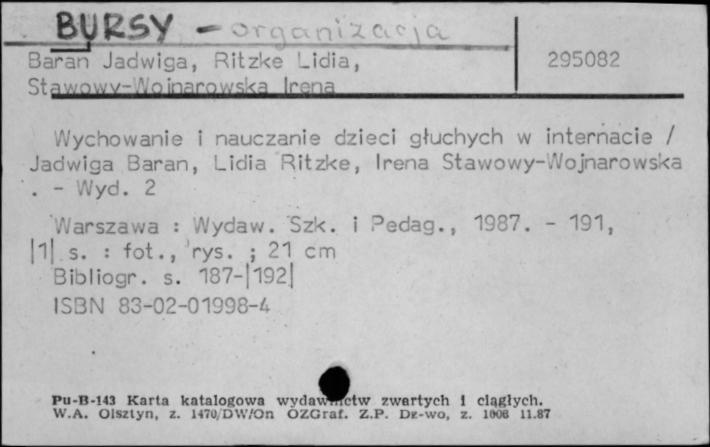 BURSY - organizacja
Baran Jadwiga, Ritzke Lidia,
295082
Stawowy-Wojnarowska Irena
Wychowanie i nauczanie dzieci głuchych w internacie /
Jadwiga Baran, Lidia Ritzke, Irena Stawowy-Wojnarowska
. - Wyd. 2
Warszawa : Wydaw. Szk. i Pedag., 1987. - 191,
|1| s. : fot., rys. ; 21 cm
Bibliogr. s. 187-|192|
ISBN 83-02-01998-4
Pu-B-143 Karta katalogowa wydawnictw zwartych i ciągłych.
W.A. Olsztyn, z. 1470/DW/On OZGraf. Z.P. Dz-wo, z. 1006 11.87